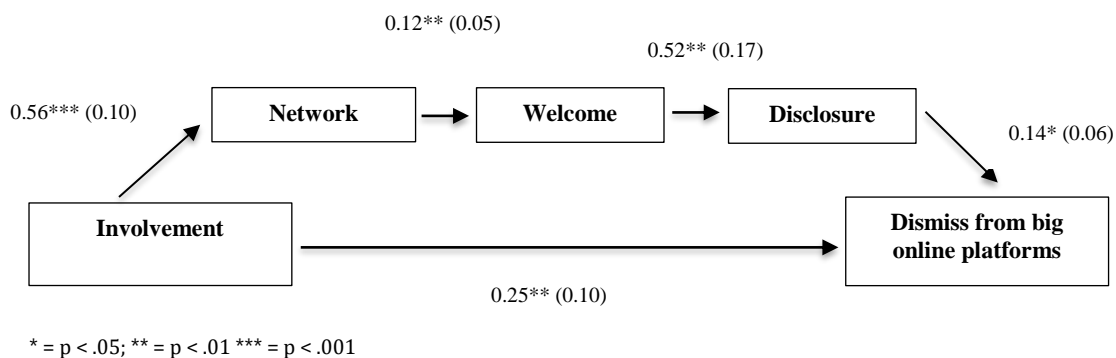 0.12** (0.05)
0.52** (0.17)
0.56*** (0.10)
Network
Welcome
Disclosure
0.14* (0.06)
Involvement
Dismiss from big
online platforms
0.25** (0.10)
* = p < .05; ** = p < .01 *** = p < .001